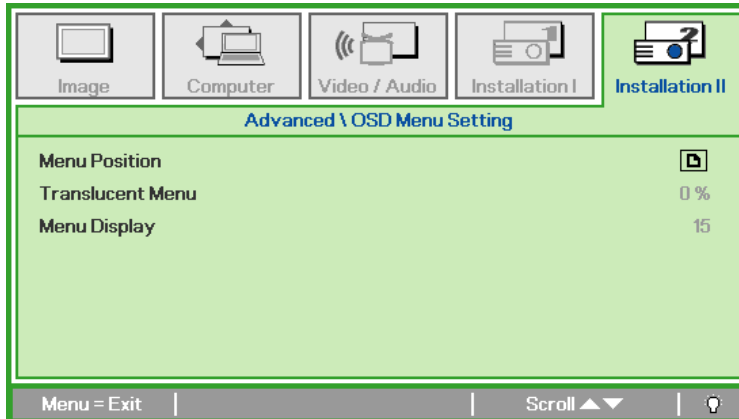 Image
Computer
Video / Audio
Installation I
Installation II
Advanced \ OSD Menu Setting
Menu Position
Translucent Menu 0 %
Menu Display 15
Menu = Exit Scroll ▲▼